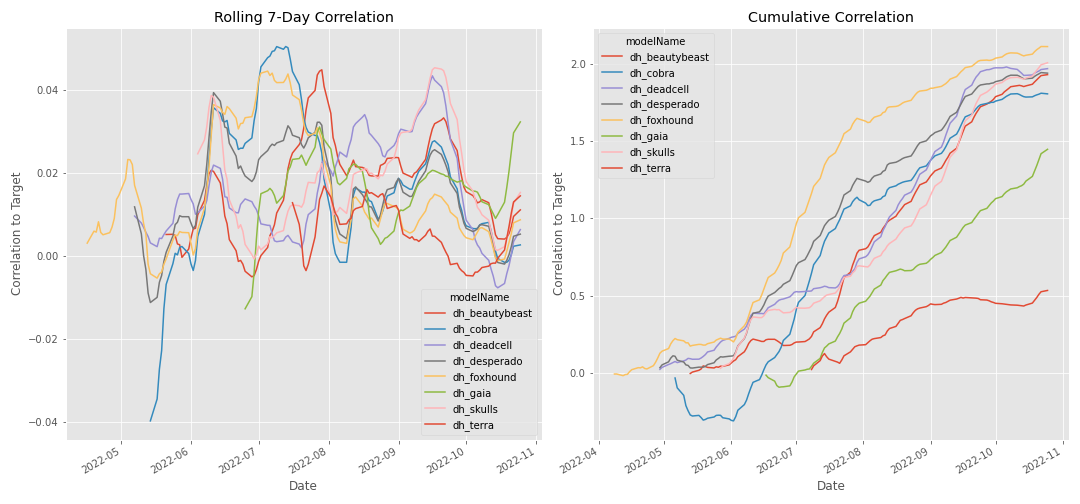 Rolling 7-Day Correlation
Correlation to Target
0.04
0.02
0.00
−0.02
−0.04
modelName
dh_beautybeast
dh_cobra
dh_deadcell
dh_desperado
dh_foxhound
dh_gaia
dh_skulls
dh_terra
2022-05
2022-06
2022-07
2022-08
2022-09
2022-10
2022-11
Date
Cumulative Correlation
Correlation to Target
2.0
1.5
1.0
0.5
0.0
modelName
dh_beautybeast
dh_cobra
dh_deadcell
dh_desperado
dh_foxhound
dh_gaia
dh_skulls
dh_terra
2022-04
2022-05
2022-06
2022-07
2022-08
2022-09
2022-10
2022-11
Date